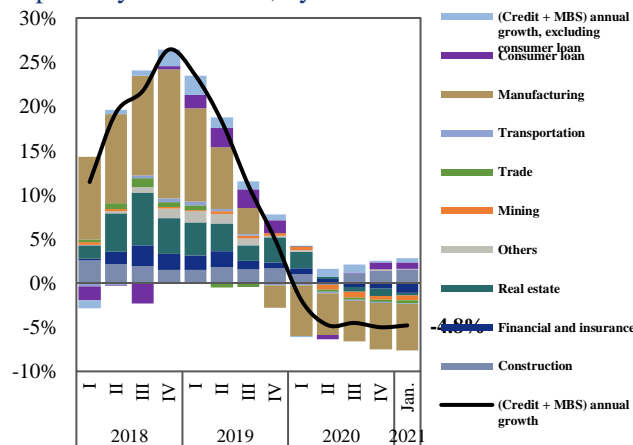 30%
25%
20%
15%
10%
5%
0%
-5%
-10%
(Credit + MBS) annual
growth, excluding
consumer loan
Consumer loan
Manufacturing
Transportation
Trade
Mining
Others
Real estate
Financial and insurance
Construction
(Credit + MBS) annual
growth
-4.8%
I II III IV I II III IV I II III IV Jan.
2018 2019 2020 2021